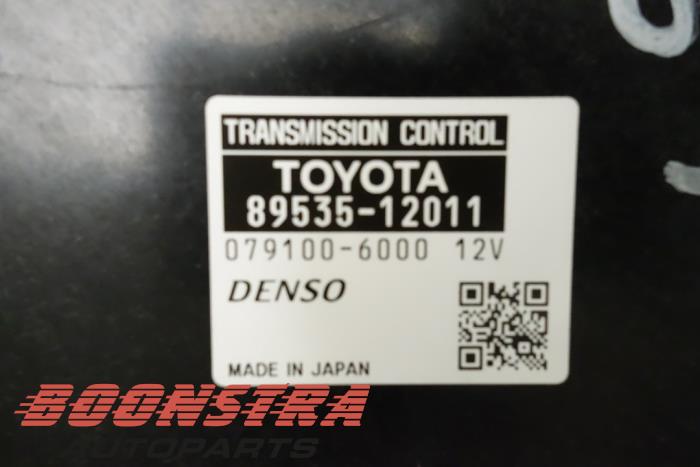 TRANSMISSION CONTROL
TOYOTA
89535-12011
079100-6000 12V
DENSO
MADE IN JAPAN
BOONSTRA
AUTOPARTS